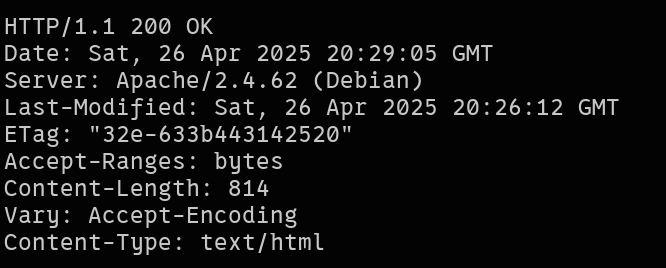 HTTP/1.1 200 OK
Date: Sat, 26 Apr 2025 20:29:05 GMT
Server: Apache/2.4.62 (Debian)
Last-Modified: Sat, 26 Apr 2025 20:26:12 GMT
ETag: "32e-633b443142520"
Accept-Ranges: bytes
Content-Length: 814
Vary: Accept-Encoding
Content-Type: text/html